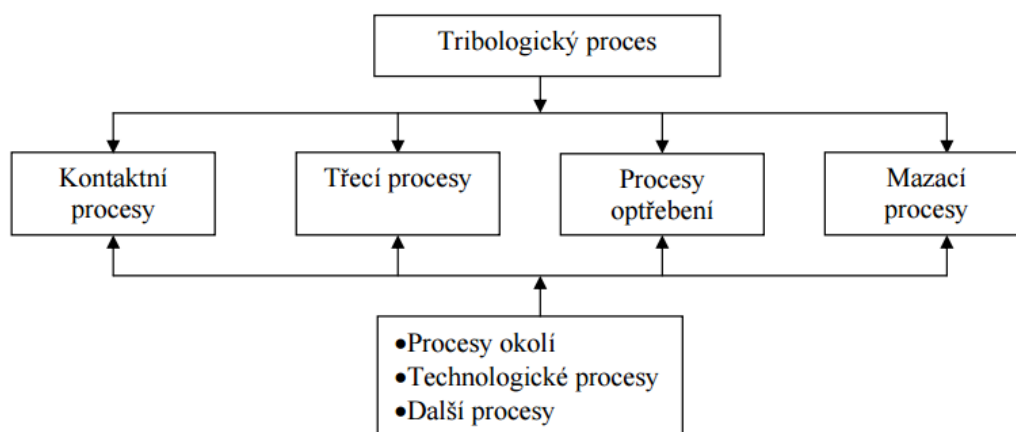 Tribologický proces
Kontaktní
procesy
Třecí procesy
Procesy
optřebení
Mazací
procesy
•Procesy okolí
•Technologické procesy
•Další procesy